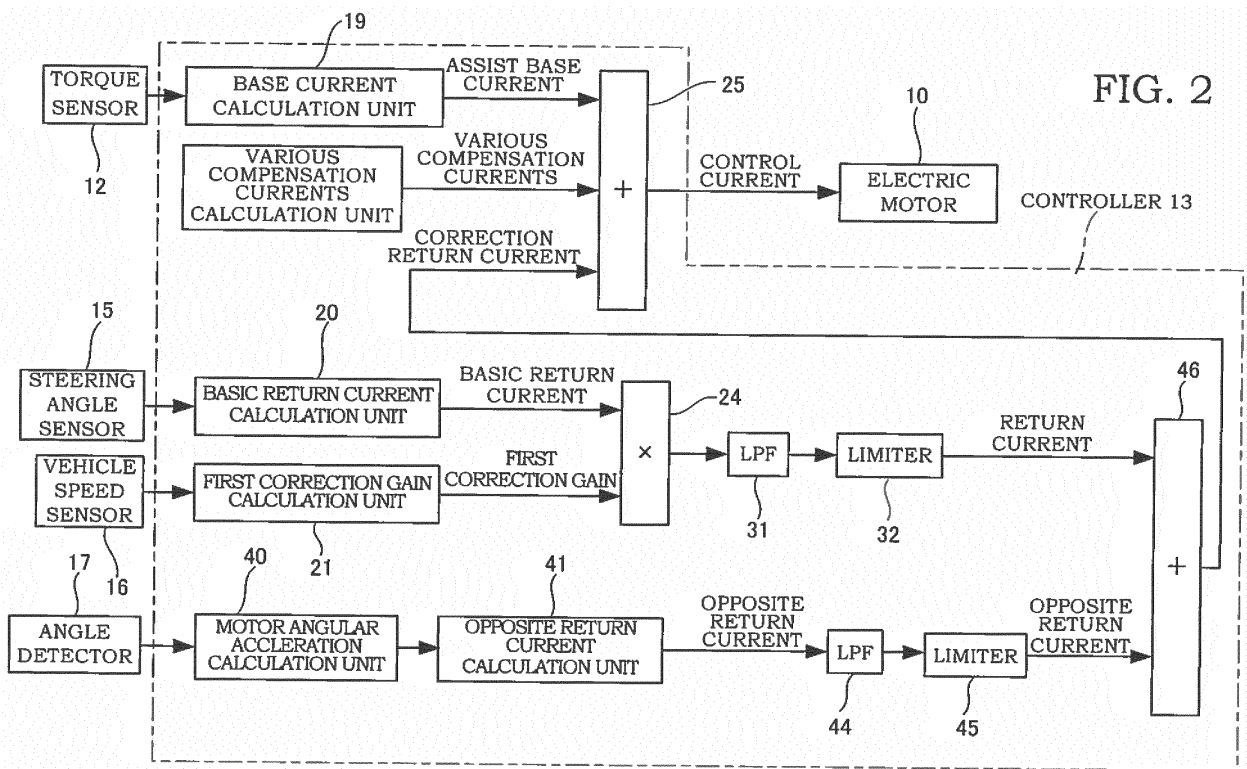 FIG. 2
19
TORQUE
SENSOR
12
BASE CURRENT
CALCULATION UNIT
ASSIST BASE
CURRENT
25
VARIOUS
COMPENSATION
CURRENTS
CALCULATION UNIT
VARIOUS
COMPENSATION
CURRENTS
+
CONTROL
CURRENT
10
ELECTRIC
MOTOR
CONTROLLER 13
CORRECTION
RETURN CURRENT
15
STEERING
ANGLE
SENSOR
20
BASIC RETURN CURRENT
CALCULATION UNIT
BASIC RETURN
CURRENT
24
×
VEHICLE
SPEED
SENSOR
16
FIRST CORRECTION GAIN
CALCULATION UNIT
21
FIRST
CORRECTION GAIN
LPF
31
LIMITER
32
RETURN
CURRENT
46
+
17
ANGLE
DETECTOR
40
MOTOR ANGULAR
ACCLERATION
CALCULATION UNIT
41
OPPOSITE RETURN
CURRENT
CALCULATION UNIT
OPPOSITE
RETURN
CURRENT
LPF
44
LIMITER
45
OPPOSITE
RETURN
CURRENT